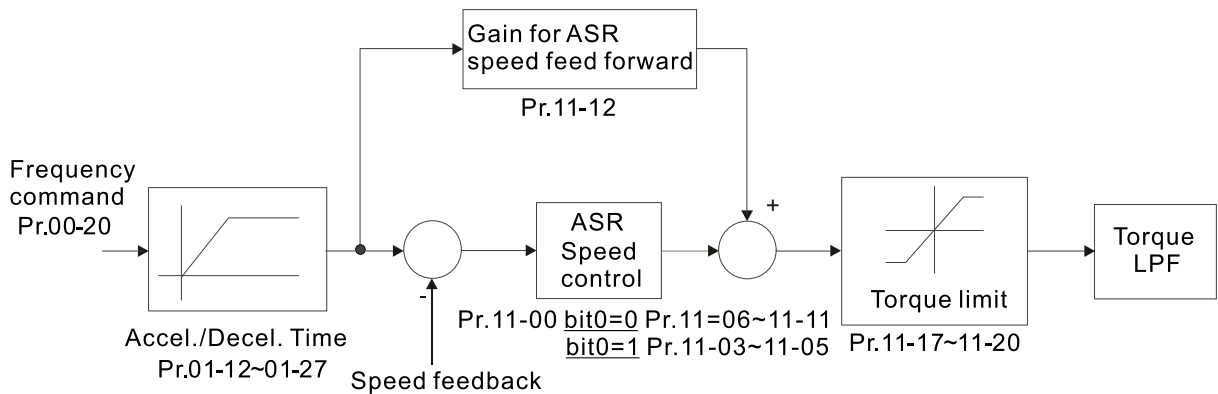 Gain for ASR
speed feed forward
Pr.11-12
Frequency
command
Pr.00-20
Accel./Decel. Time
Pr.01-12~01-27
-
Speed feedback
ASR
Speed
control
Pr.11-00 bit0=0 Pr.11=06~11-11
bit0=1 Pr.11-03~11-05
+
Torque limit
Pr.11-17~11-20
Torque
LPF